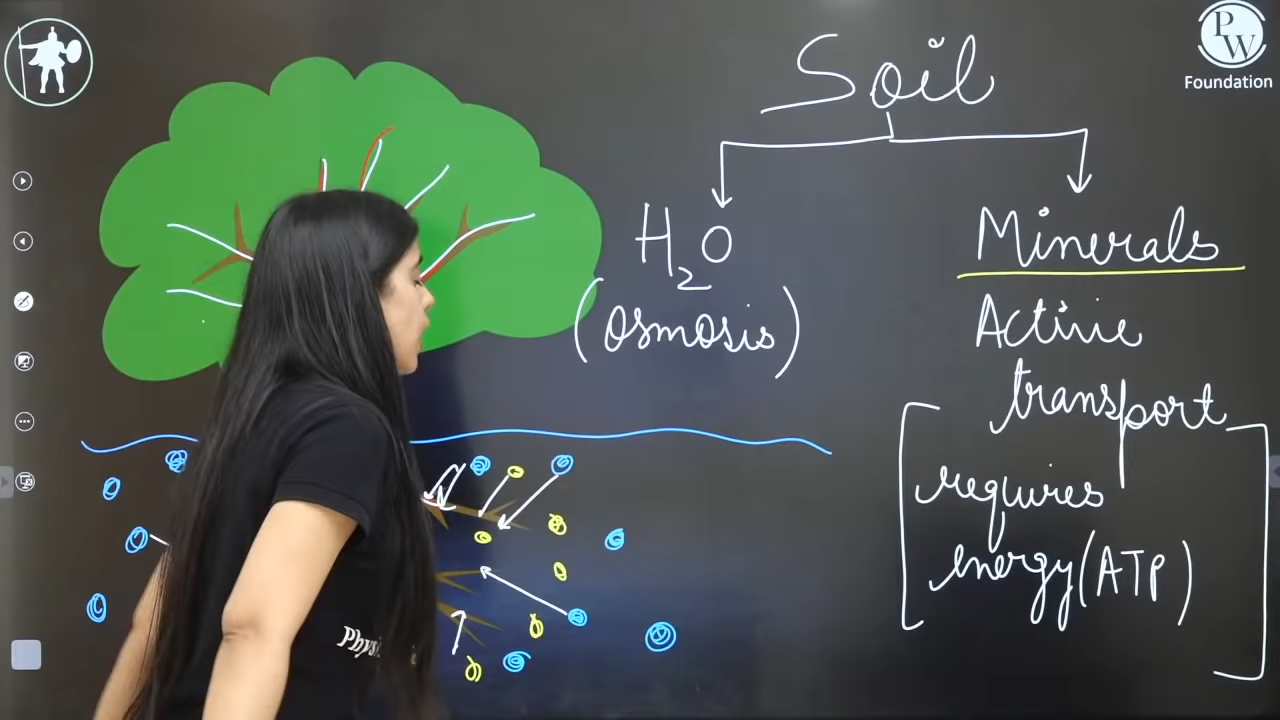 PW
Foundation
Soil
H2O
Minerals
(Osmosis)
Active
transport
requires
energy (ATP)